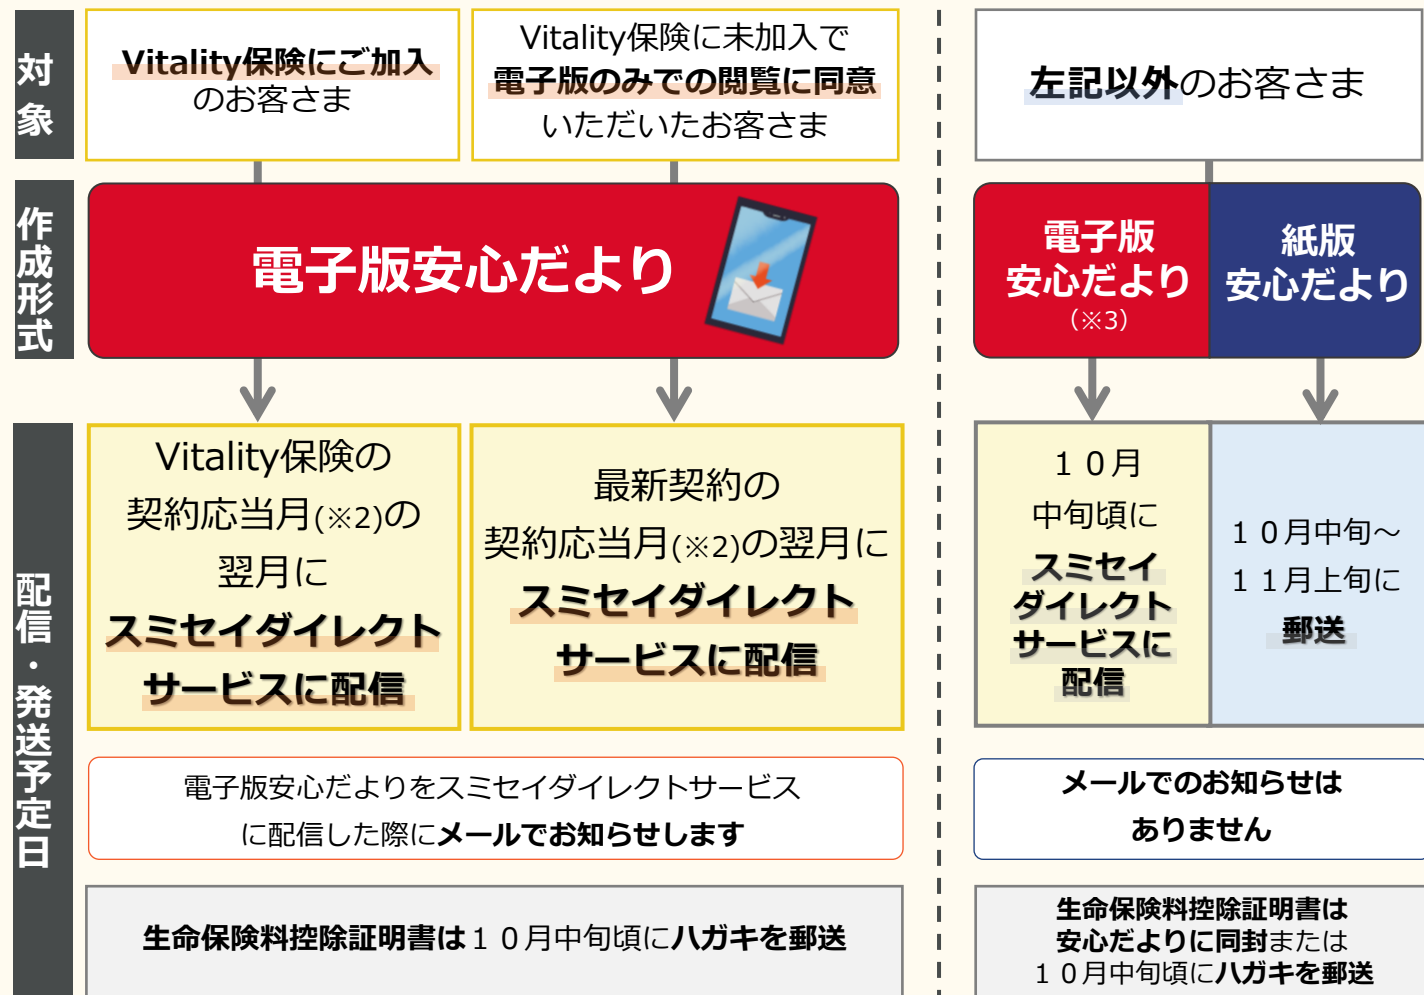 対象
Vitality保険にご加入
のお客さま
Vitality保険に未加入で
電子版のみでの閲覧に同意
いただいたお客さま
左記以外のお客さま
作成形式
電子版安心だより
電子版
安心だより
（※3）
紙版
安心だより
配信・発送予定日
Vitality保険の
契約応当月(※2)の
翌月に
スミセイダイレクト
サービスに配信
最新契約の
契約応当月(※2)の翌月に
スミセイダイレクト
サービスに配信
１０月
中旬頃に
スミセイ
ダイレクト
サービスに
配信
１０月中旬～
１１月上旬に
郵送
電子版安心だよりをスミセイダイレクトサービス
に配信した際にメールでお知らせします
メールでのお知らせは
ありません
生命保険料控除証明書は１０月中旬頃にハガキを郵送
生命保険料控除証明書は
安心だよりに同封または
１０月中旬頃にハガキを郵送